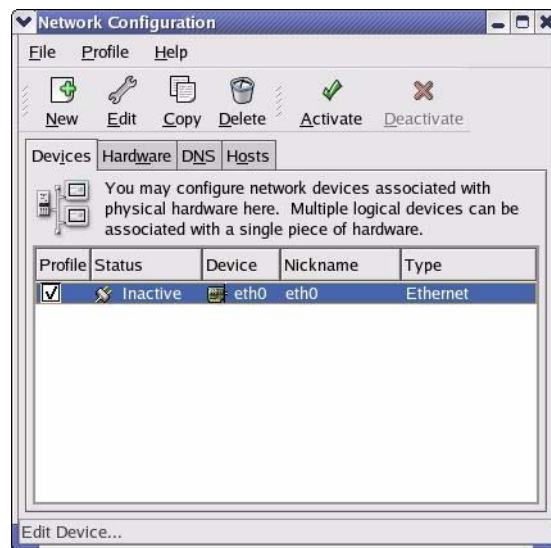 Network Configuration
File Profile Help
New Edit Copy Delete Activate Deactivate
Devices Hardware DNS Hosts
You may configure network devices associated with
physical hardware here. Multiple logical devices can be
associated with a single piece of hardware.
Profile Status Device Nickname Type
Inactive eth0 eth0 Ethernet
Edit Device...